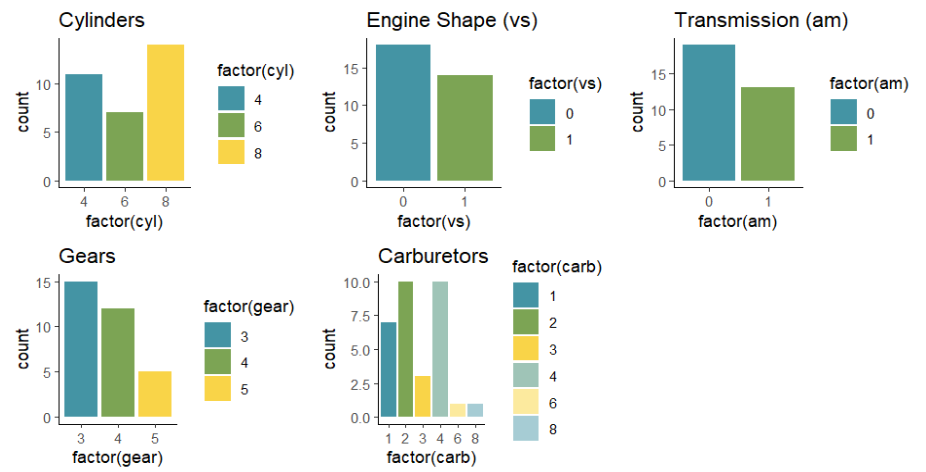 Cylinders
count
10
5
0
4
6
8
factor(cyl)
factor(cyl)
4
6
8
Engine Shape (vs)
count
15
10
5
0
0
1
factor(vs)
factor(vs)
0
1
Transmission (am)
count
15
10
5
0
0
1
factor(am)
factor(am)
0
1
Gears
count
15
10
5
0
3
4
5
factor(gear)
factor(gear)
3
4
5
Carburetors
count
10.0
7.5
5.0
2.5
0.0
1
2
3
4
6
8
factor(carb)
factor(carb)
1
2
3
4
6
8